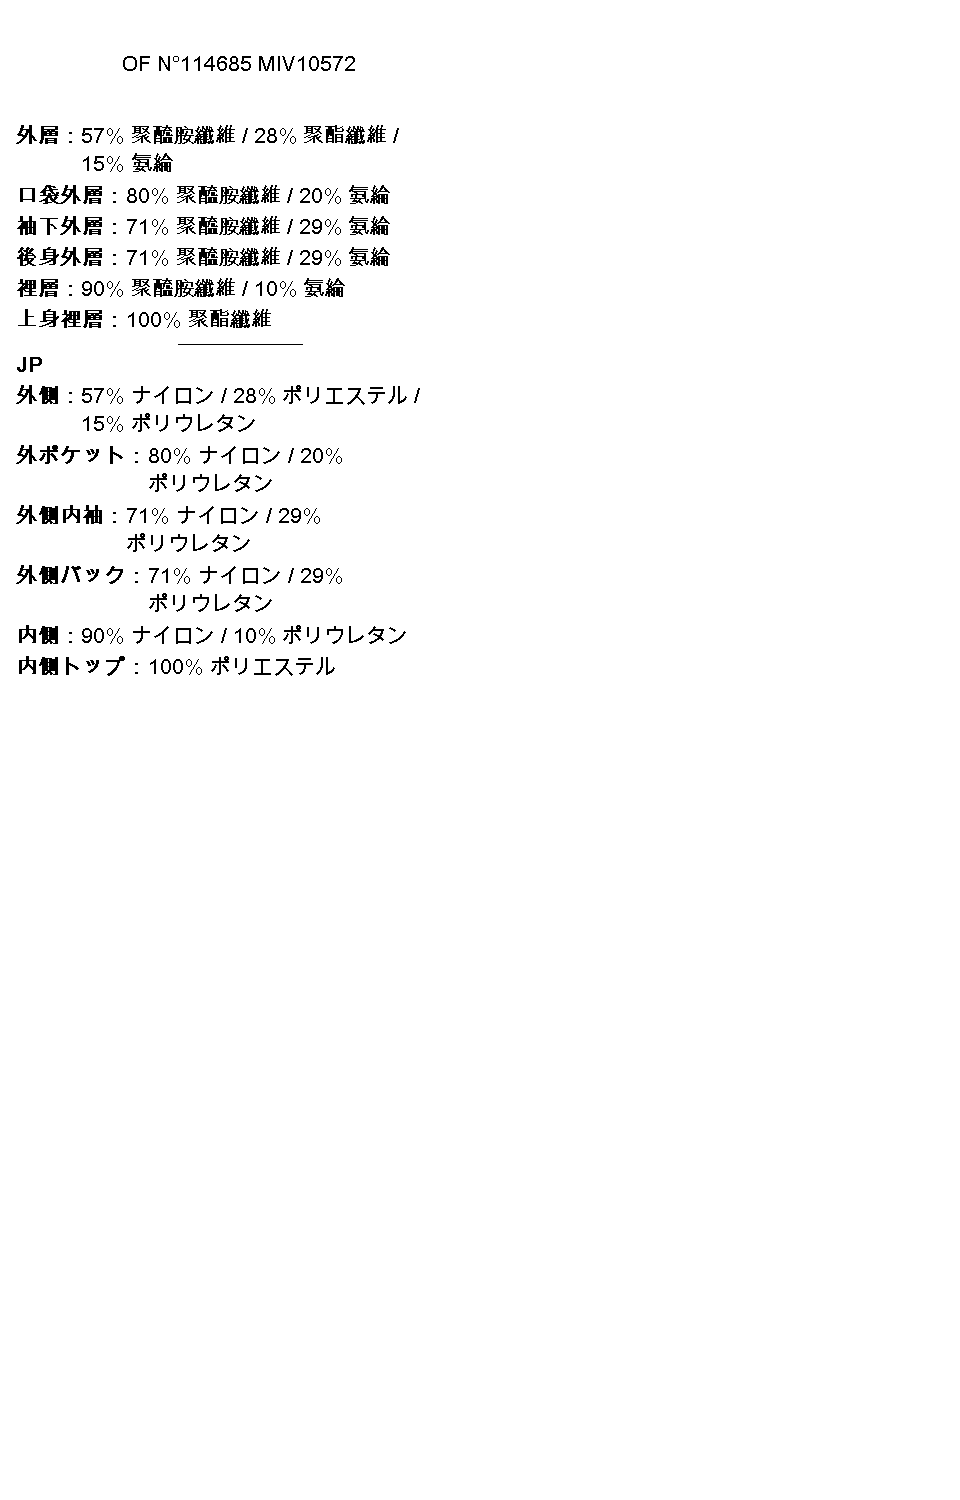 OF N°114685 MIV10572
外層 : 57% 聚醯胺纖維 / 28% 聚酯纖維 /
15% 氨綸
口袋外層 : 80% 聚醯胺纖維 / 20% 氨綸
袖下外層 : 71% 聚醯胺纖維 / 29% 氨綸
後身外層 : 71% 聚醯胺纖維 / 29% 氨綸
裡層 : 90% 聚醯胺纖維 / 10% 氨綸
上身裡層 : 100% 聚酯纖維
JP
外側 : 57% ナイロン / 28% ポリエステル /
15% ポリウレタン
外ポケット : 80% ナイロン / 20%
ポリウレタン
外側内袖 : 71% ナイロン / 29%
ポリウレタン
外側バック : 71% ナイロン / 29%
ポリウレタン
内側 : 90% ナイロン / 10% ポリウレタン
内側トップ : 100% ポリエステル